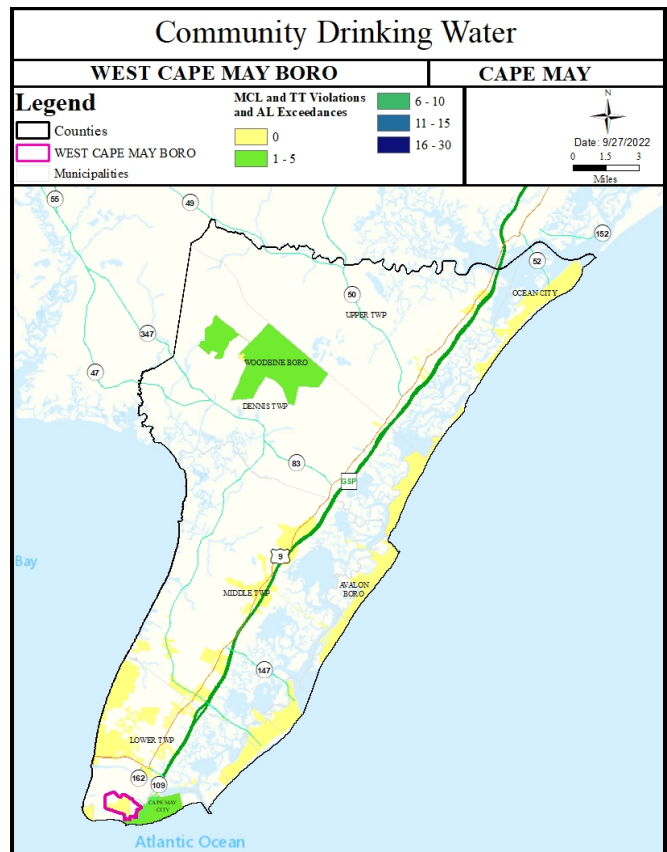 Community Drinking Water
WEST CAPE MAY BORO
CAPE MAY
Legend
Counties
WEST CAPE MAY BORO
Municipalities
MCL and TT Violations
and AL Exceedances
0
1 - 5
6 - 10
11 - 15
16 - 30
N
Date: 9/27/2022
0 1.5 3
Miles
55
49
152
52
OCEAN CITY
50
UPPER TWP
347
WOODBINE BORO
47
DENNIS TWP
83
GSP
9
Bay
MIDDLE TWP
AVALON
BORO
147
LOWER TWP
162
109
CAPE MAY
CITY
Atlantic Ocean